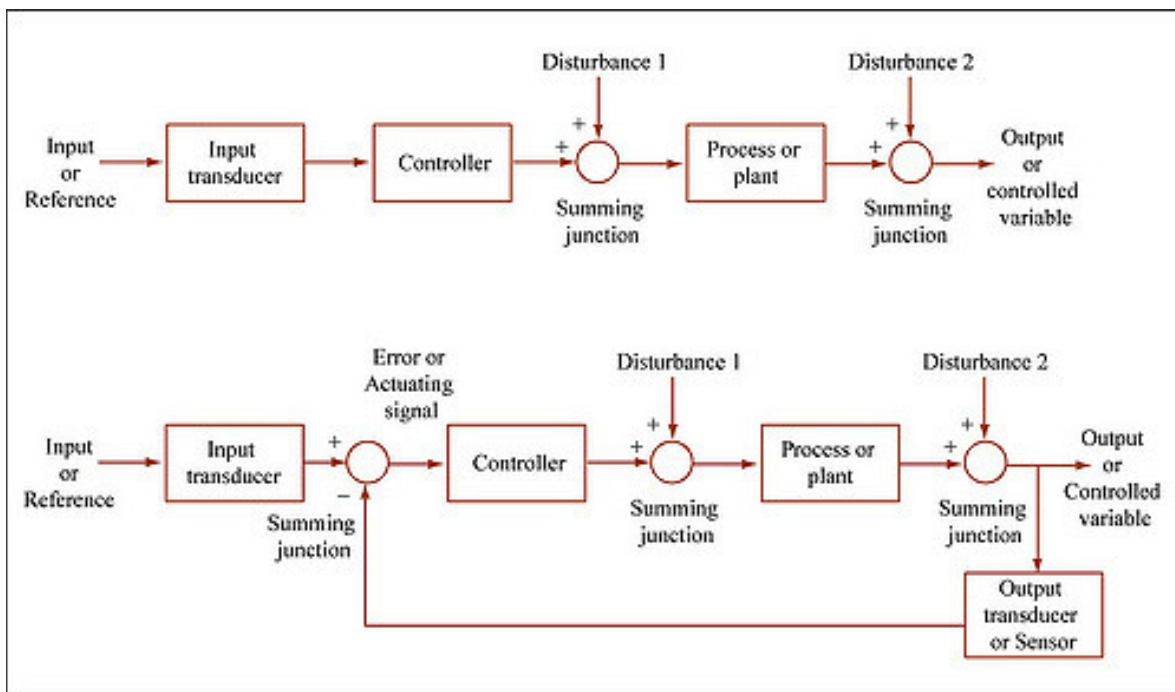 Disturbance 1
Disturbance 2
Input
or
Reference
Input
transducer
Controller
+
+
Summing
junction
Process or
plant
+
+
Summing
junction
Output
or
controlled
variable
Error or
Actuating
signal
Disturbance 1
Disturbance 2
Input
or
Reference
Input
transducer
+
−
Summing
junction
Controller
+
+
Summing
junction
Process or
plant
+
+
Summing
junction
Output
or
Controlled
variable
Output
transducer
or Sensor